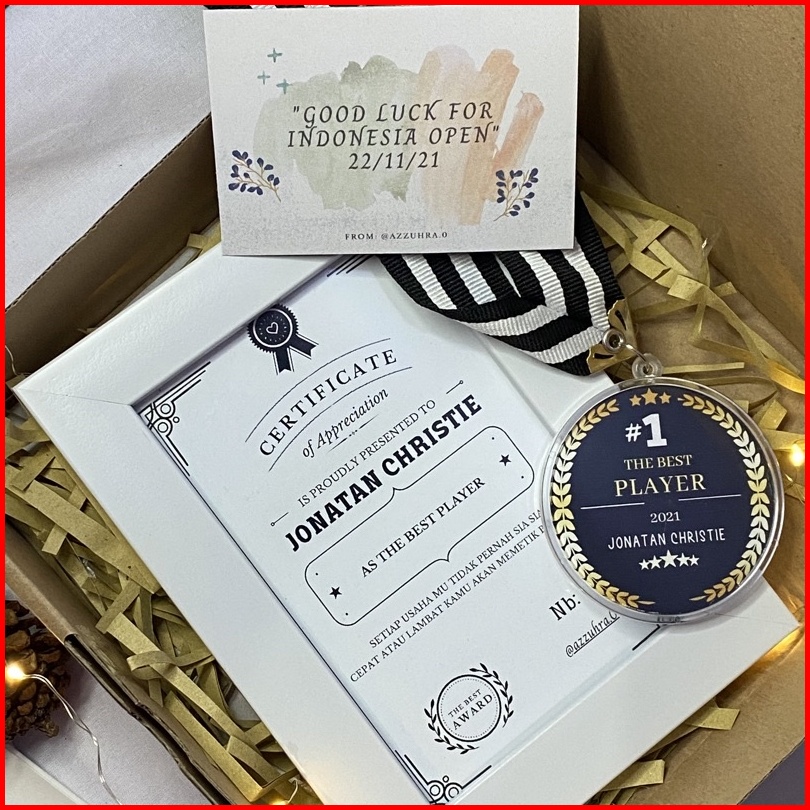 "GOOD LUCK FOR
INDONESIA OPEN"
22/11/21
FROM: @AZZUHRA.0
CERTIFICATE
of Appreciation
IS PROUDLY PRESENTED TO
JONATAN CHRISTIE
AS THE BEST PLAYER
SETIAP USAHA MU TIDAK PERNAH SIA
CEPAT ATAU LAMBAT KAMU AKAN MEMETIK
Nb:
@azzuhra.0
THE BEST
AWARD
#1
THE BEST
PLAYER
2021
JONATAN CHRISTIE